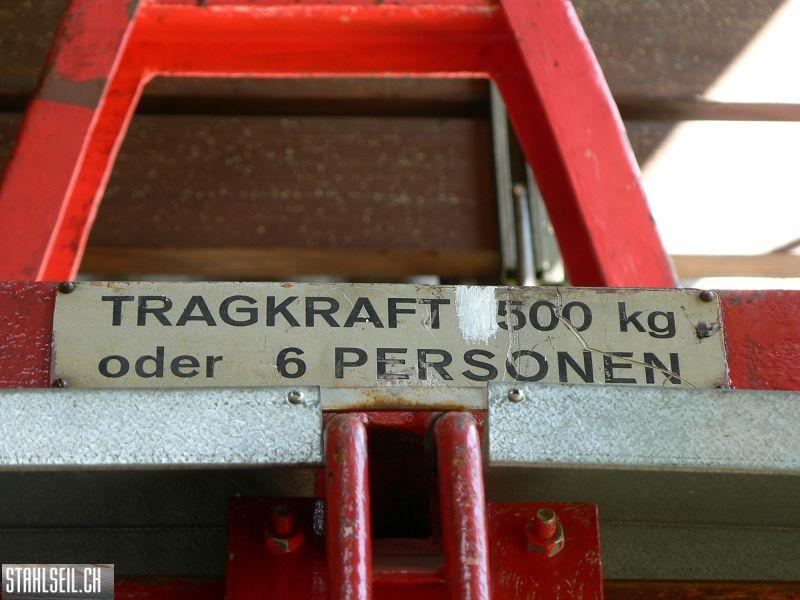 TRAGKRAFT 500 kg
oder 6 PERSONEN
STAHLSEIL.CH